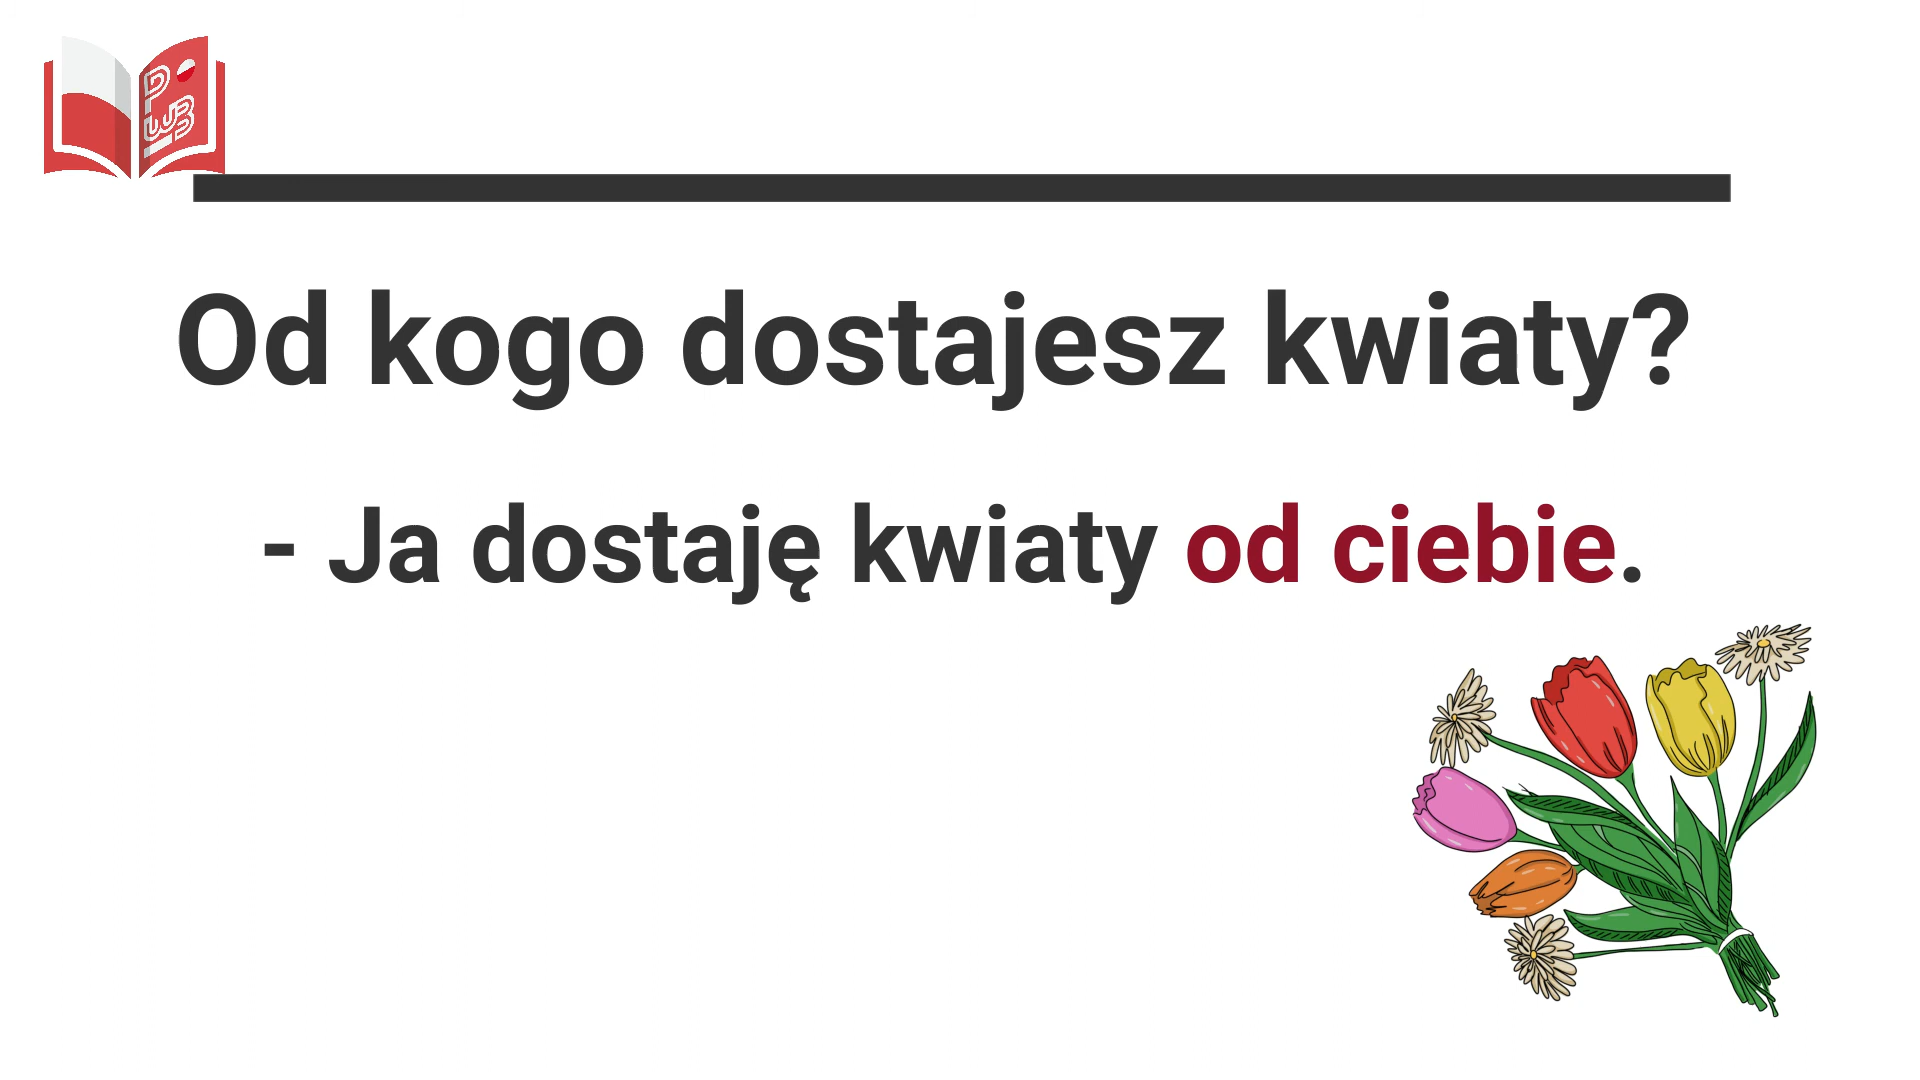 Od kogo dostajesz kwiaty?
- Ja dostaję kwiaty od ciebie.